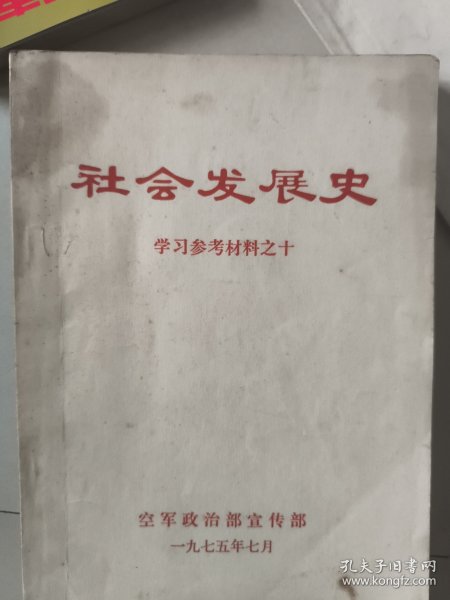 社会发展史
学习参考材料之十
空军政治部宣传部
一九七五年七月
孔夫子旧书网
www.kongfz.com